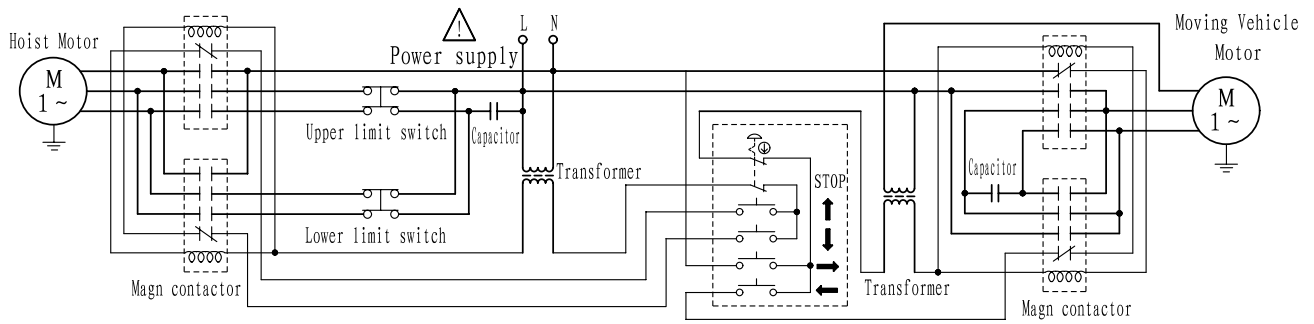 L N
Moving Vehicle
Motor
Hoist Motor
Power supply
M
1~
M
1~
Upper limit switch
Capacitor
Transformer
Capacitor
STOP
Lower limit switch
Magn contactor
Transformer
Magn contactor